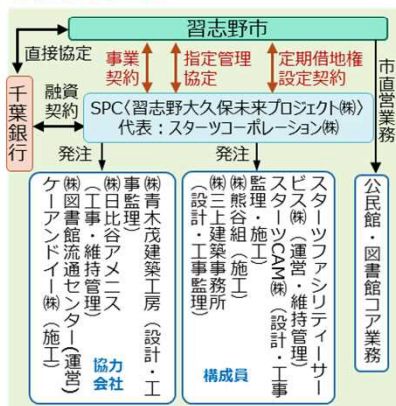 習志野市
直接協定
事業
契約
指定管理
協定
定期借地権
設定契約
市直営業務
千葉銀行
融資
契約
SPC〈習志野大久保未来プロジェクト㈱〉
代表：スターツコーポレーション㈱
発注
発注
㈱青木茂建築工房（設計・工
事監理）
㈱日比谷アメニス
（工事・維持管理）
㈱図書館流通センター（運営）
ケーアンドイー㈱（施工）
協力
会社
スターツファシリティーサー
ビス㈱（運営・維持管理）
スターツCAM㈱（設計・工事
監理・施工）
㈱熊谷組（施工）
㈱三上建築事務所
（設計・工事監理）
構成員
公民館・図書館コア業務